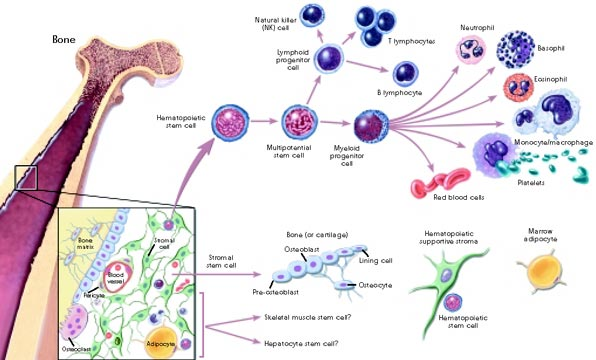 Bone
Natural killer
(NK) cell
Lymphoid
progenitor
cell
T lymphocytes
B lymphocyte
Neutrophil
Basophil
Eosinophil
Monocyte/macrophage
Platelets
Red blood cells
Hematopoietic
stem cell
Multipotential
stem cell
Myeloid
progenitor
cell
Bone
matrix
Stromal
cell
Blood
vessel
Pericyte
Osteoclast
Adipocyte
Stromal
stem cell
Bone (or cartilage)
Osteoblast
Lining cell
Pre-osteoblast
Osteocyte
Skeletal muscle stem cell?
Hepatocyte stem cell?
Hematopoietic
supportive stroma
Hematopoietic
stem cell
Marrow
adipocyte